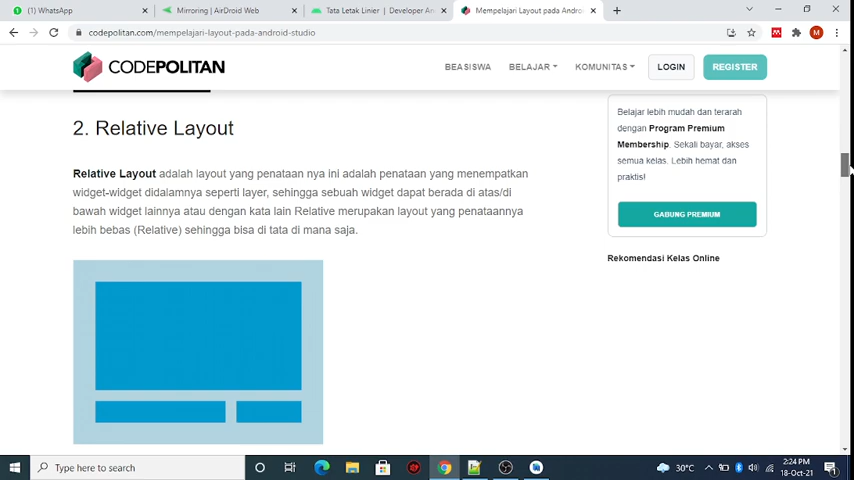 (1) WhatsApp
Mirroring | AirDroid Web
Tata Letak Linier | Developer An
Mempelajari Layout pada Androi
codepolitan.com/mempelajari-layout-pada-android-studio
CODEPOLITAN
BEASISWA
BELAJAR
KOMUNITAS
LOGIN
REGISTER
2. Relative Layout
Relative Layout adalah layout yang penataan nya ini adalah penataan yang menempatkan
widget-widget didalamnya seperti layer, sehingga sebuah widget dapat berada di atas/di
bawah widget lainnya atau dengan kata lain Relative merupakan layout yang penataannya
lebih bebas (Relative) sehingga bisa di tata di mana saja.
Belajar lebih mudah dan terarah
dengan Program Premium
Membership. Sekali bayar, akses
semua kelas. Lebih hemat dan
praktis!
GABUNG PREMIUM
Rekomendasi Kelas Online
Type here to search
30°C
2:24 PM
18-Oct-21